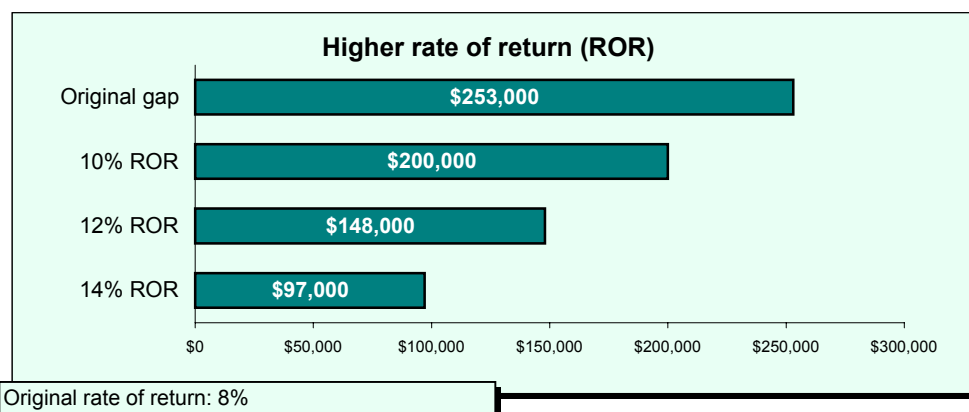 Higher rate of return (ROR)
Original gap
$253,000
10% ROR
$200,000
12% ROR
$148,000
14% ROR
$97,000
$0 $50,000 $100,000 $150,000 $200,000 $250,000 $300,000
Original rate of return: 8%